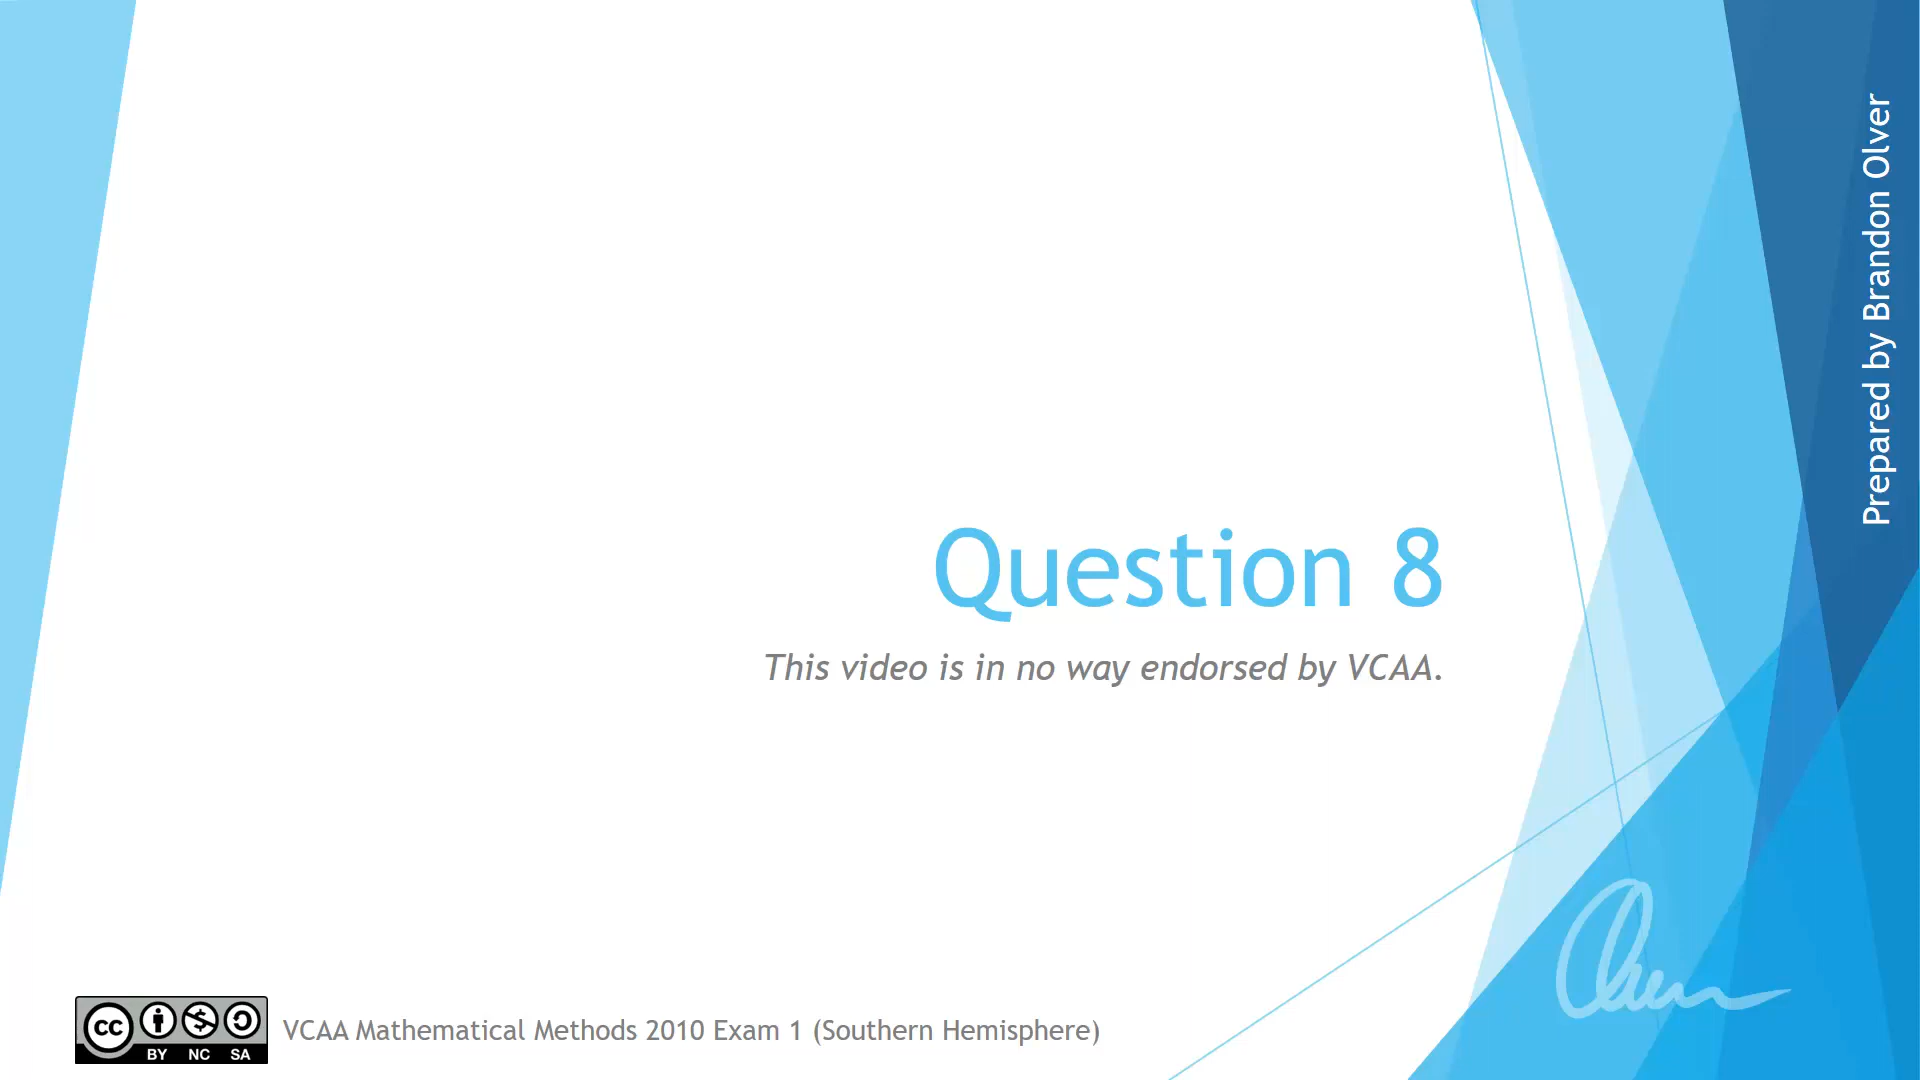 Prepared by Brandon Olver
Question 8
This video is in no way endorsed by VCAA.
cc
BY NC SA
VCAA Mathematical Methods 2010 Exam 1 (Southern Hemisphere)